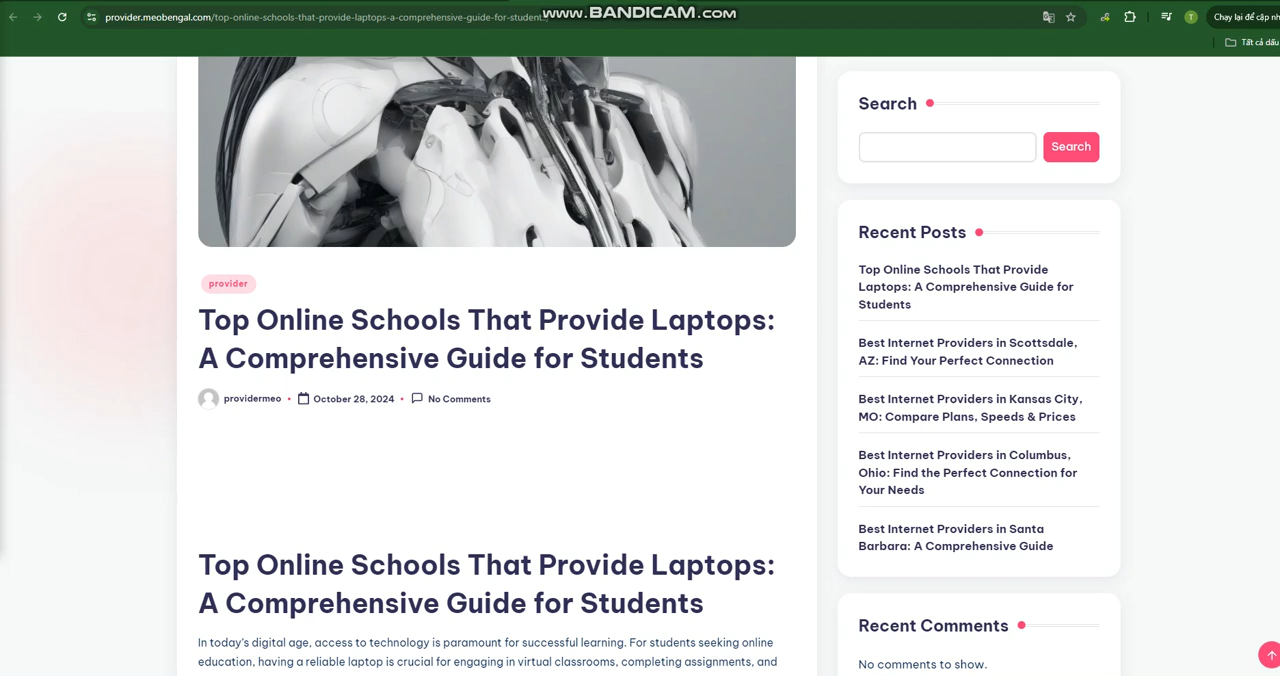 provider.meobengal.com/top-online-schools-that-provide-laptops-a-comprehensive-guide-for-student...
www.BANDICAM.com
T
Chạy lại để cập nh
Tất cả dấu
provider
Top Online Schools That Provide Laptops:
A Comprehensive Guide for Students
providermeo • October 28, 2024 • No Comments
Top Online Schools That Provide Laptops:
A Comprehensive Guide for Students
In today's digital age, access to technology is paramount for successful learning. For students seeking online
education, having a reliable laptop is crucial for engaging in virtual classrooms, completing assignments, and
Search
Search
Recent Posts
Top Online Schools That Provide
Laptops: A Comprehensive Guide for
Students
Best Internet Providers in Scottsdale,
AZ: Find Your Perfect Connection
Best Internet Providers in Kansas City,
MO: Compare Plans, Speeds & Prices
Best Internet Providers in Columbus,
Ohio: Find the Perfect Connection for
Your Needs
Best Internet Providers in Santa
Barbara: A Comprehensive Guide
Recent Comments
No comments to show.